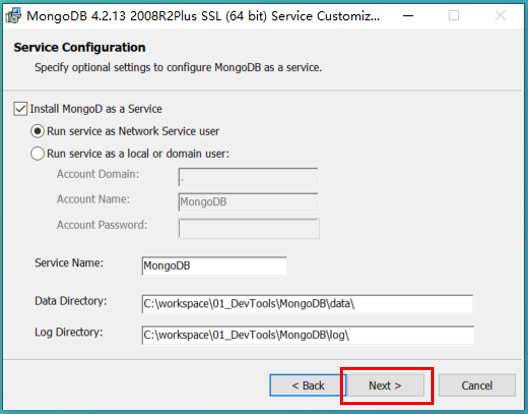 MongoDB 4.2.13 2008R2Plus SSL (64 bit) Service Customiz...
Service Configuration
Specify optional settings to configure MongoDB as a service.
Install MongoD as a Service
Run service as Network Service user
Run service as a local or domain user:
Account Domain: .
Account Name: MongoDB
Account Password:
Service Name: MongoDB
Data Directory: C:\workspace\01_DevTools\MongoDB\data\
Log Directory: C:\workspace\01_DevTools\MongoDB\log\
< Back Next > Cancel